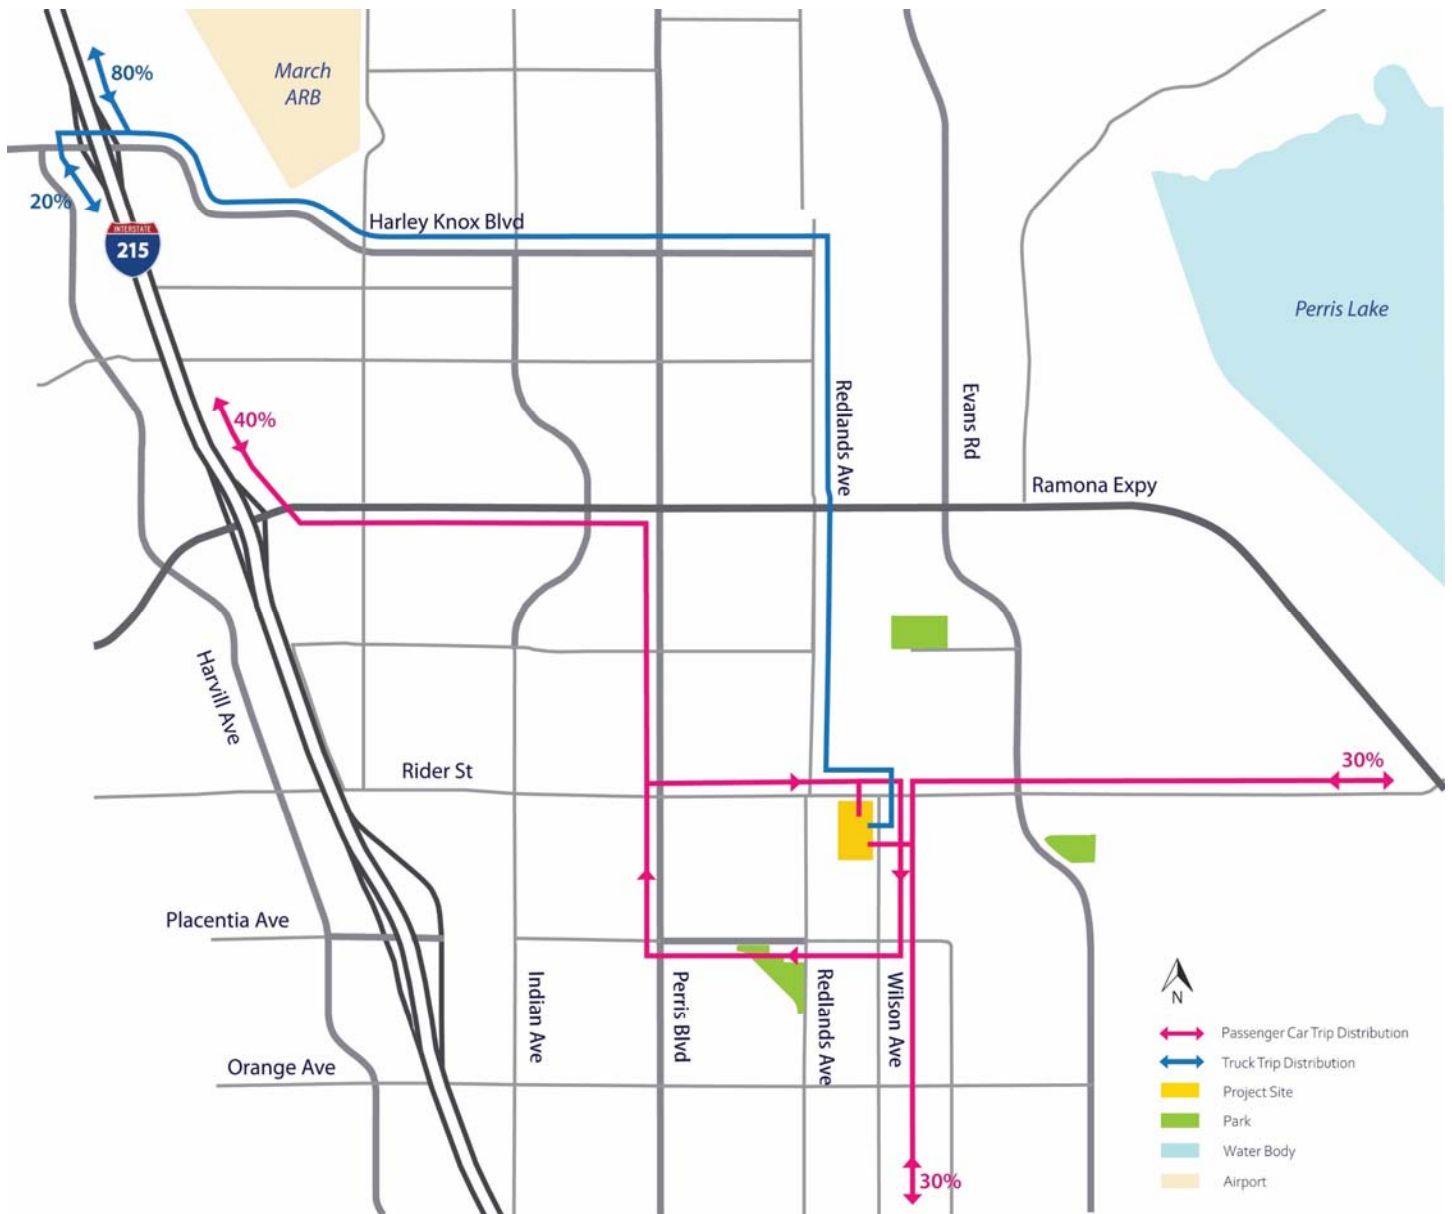 80%
March
ARB
20%
INTERSTATE
215
Harley Knox Blvd
Perris Lake
40%
Redlands Ave
Evans Rd
Ramona Expy
Harvill Ave
Rider St
30%
Placentia Ave
Indian Ave
Perris Blvd
Redlands Ave
Wilson Ave
Orange Ave
30%
N
Passenger Car Trip Distribution
Truck Trip Distribution
Project Site
Park
Water Body
Airport